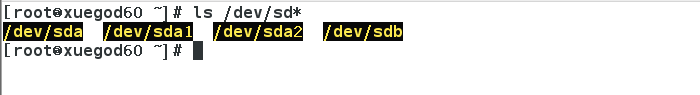 [root@xuegod60 ~]# ls /dev/sd*
/dev/sda  /dev/sda1  /dev/sda2  /dev/sdb
[root@xuegod60 ~]#